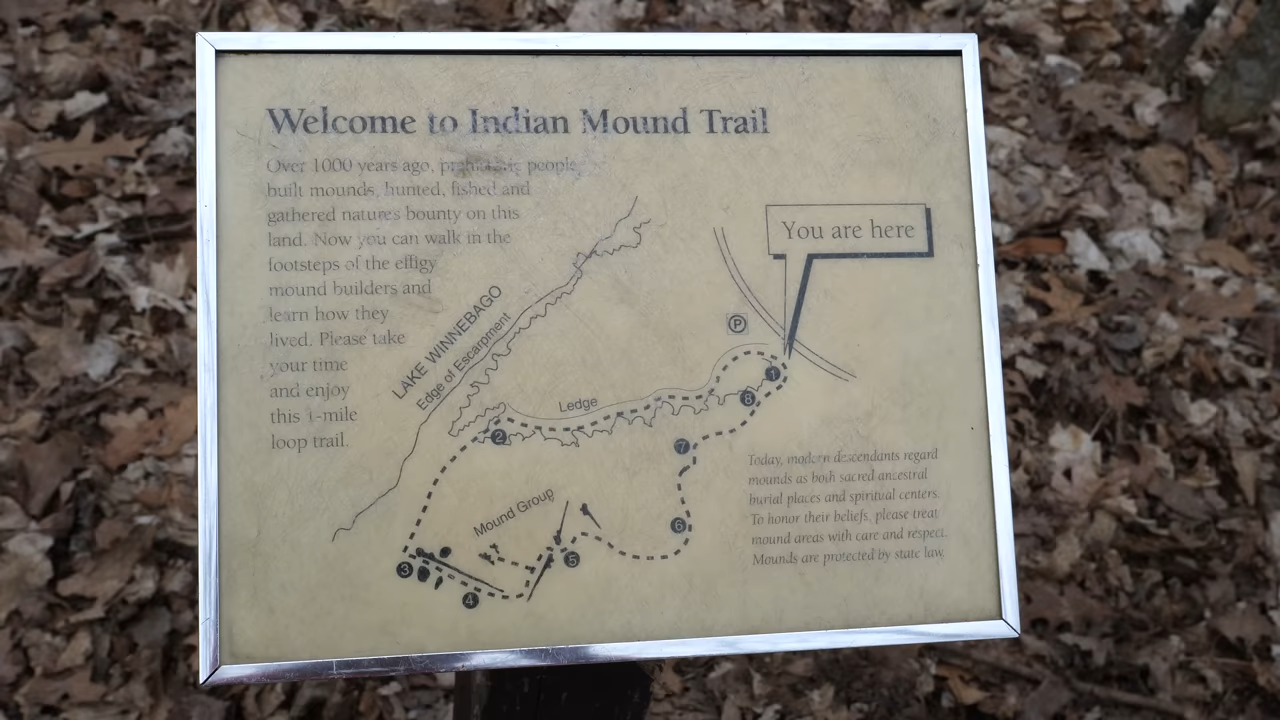 Welcome to Indian Mound Trail
Over 1000 years ago, prehistoric people
built mounds, hunted, fished and
gathered natures bounty on this
land. Now you can walk in the
footsteps of the effigy
mound builders and
learn how they
lived. Please take
your time
and enjoy
this 1-mile
loop trail.
You are here
P
LAKE WINNEBAGO
Edge of Escarpment
Ledge
1
8
2
7
Mound Group
6
5
3
4
Today, modern descendants regard
mounds as both sacred ancestral
burial places and spiritual centers.
To honor their beliefs, please treat
mound areas with care and respect.
Mounds are protected by state law.